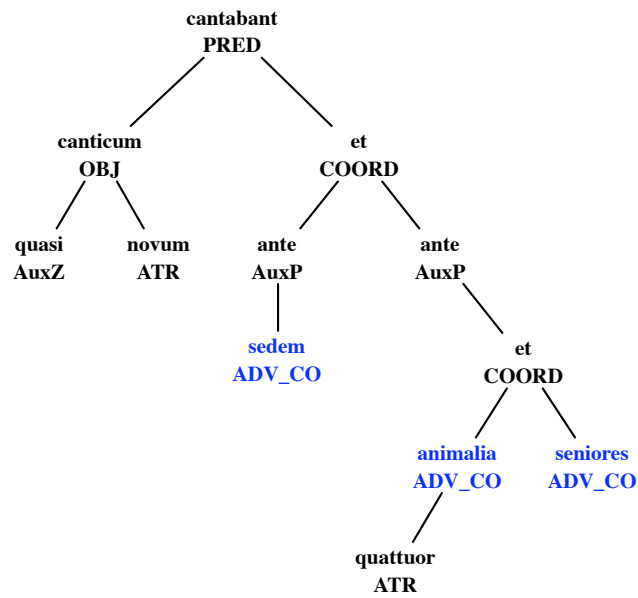 cantabant
PRED
canticum
OBJ
et
COORD
quasi
AuxZ
novum
ATR
ante
AuxP
ante
AuxP
sedem
ADV_CO
et
COORD
animalia
ADV_CO
seniores
ADV_CO
quattuor
ATR